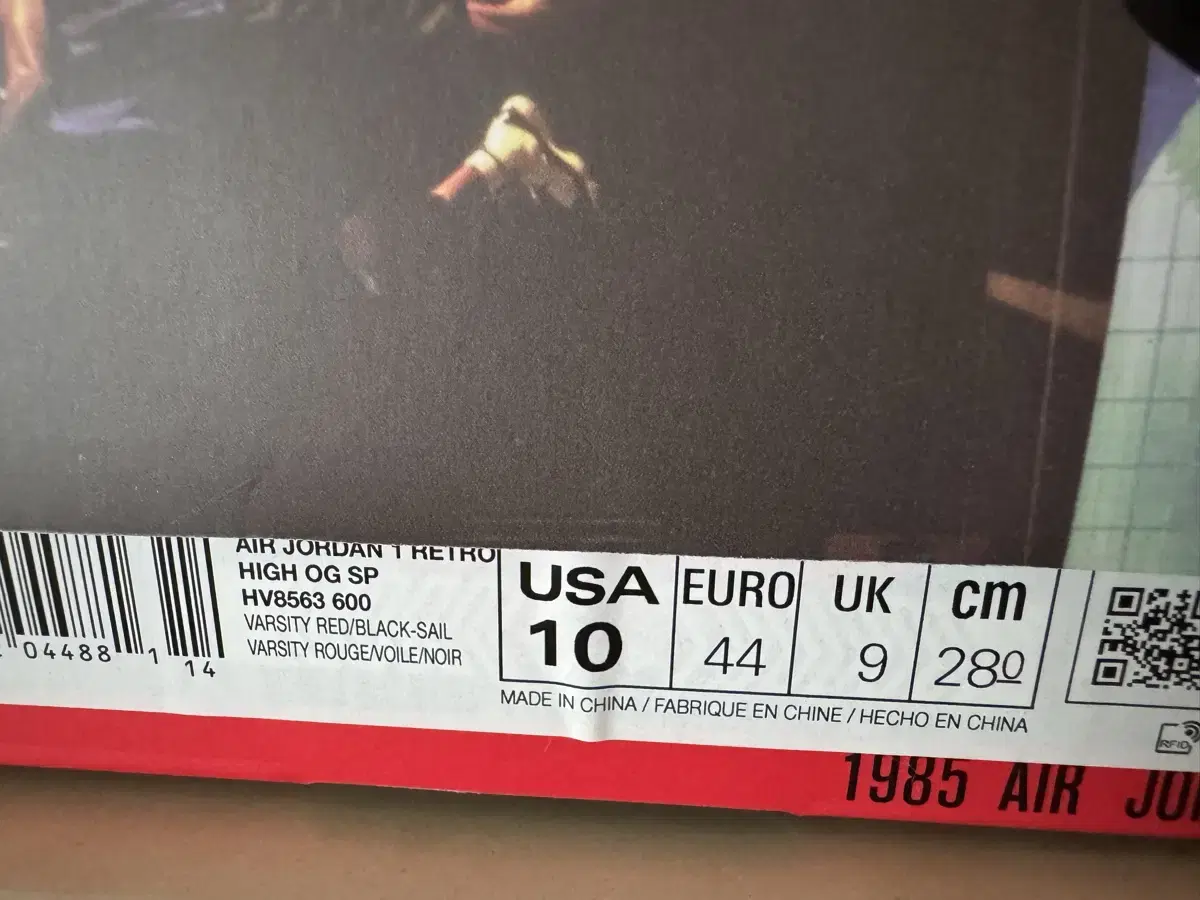 AIR JORDAN 1 RETRO
HIGH OG SP
HV8563 600
VARSITY RED/BLACK-SAIL
VARSITY ROUGE/VOILE/NOIR
04488 1
14
USA EURO UK cm
10 44 9 28⁰
MADE IN CHINA / FABRIQUE EN CHINE / HECHO EN CHINA
RFID
1985 AIR